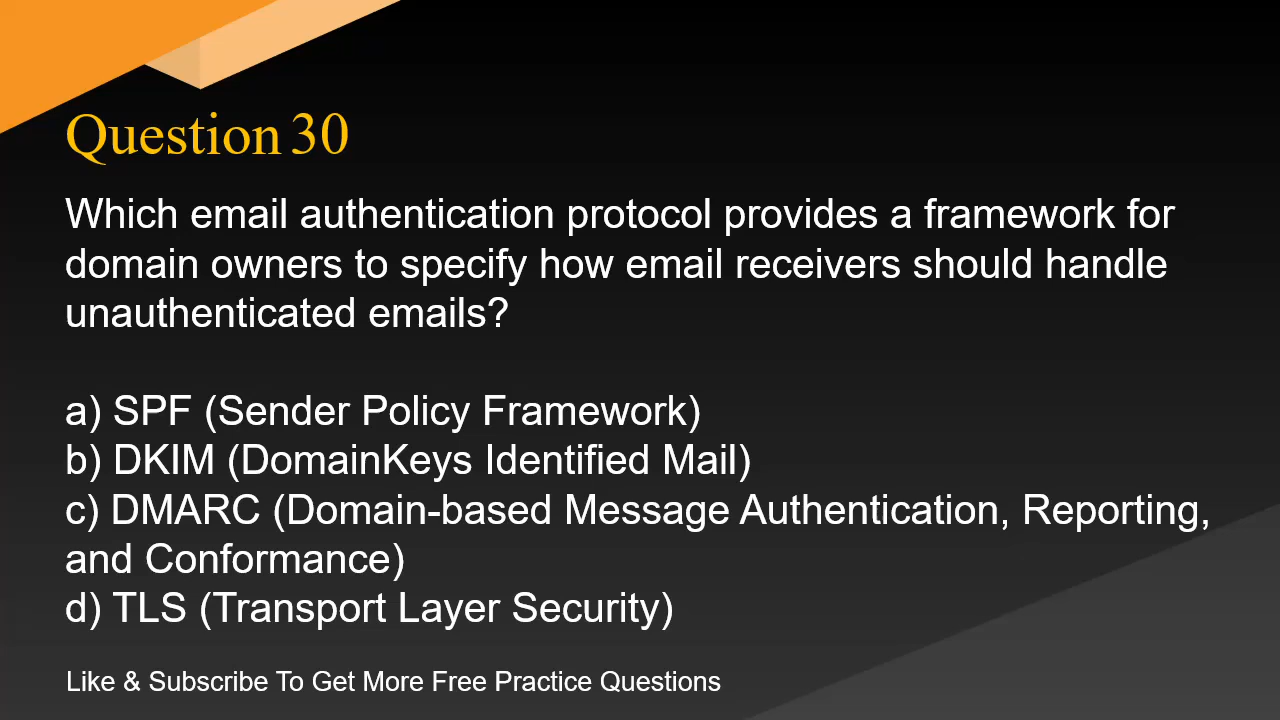 Question 30
Which email authentication protocol provides a framework for
domain owners to specify how email receivers should handle
unauthenticated emails?
a) SPF (Sender Policy Framework)
b) DKIM (DomainKeys Identified Mail)
c) DMARC (Domain-based Message Authentication, Reporting,
and Conformance)
d) TLS (Transport Layer Security)
Like & Subscribe To Get More Free Practice Questions